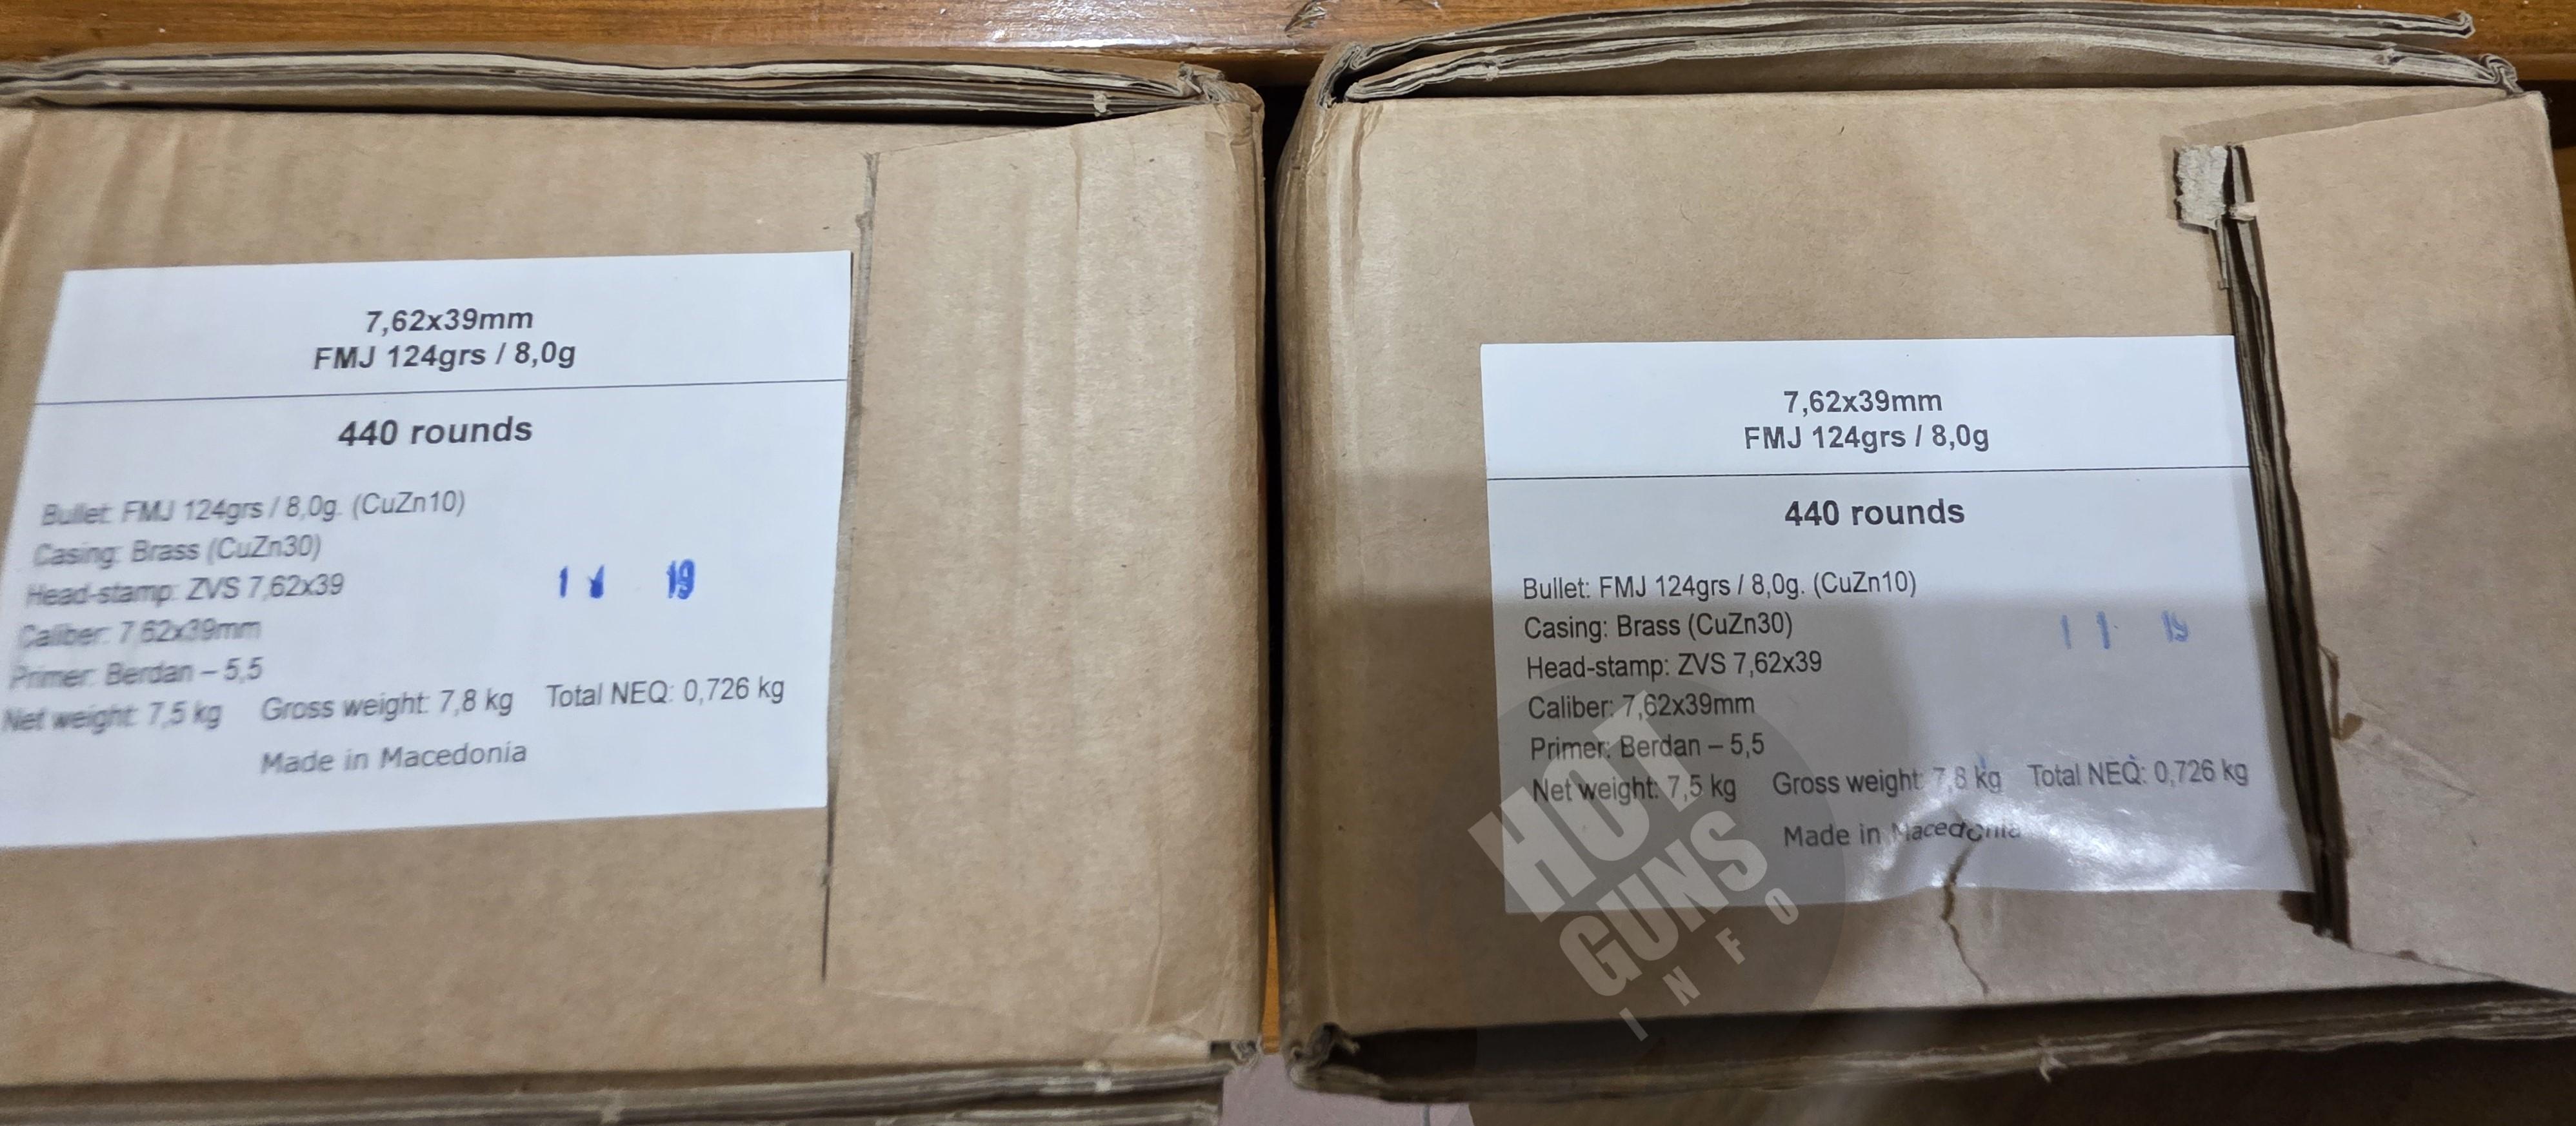 7,62x39mm
FMJ 124grs / 8,0g
440 rounds
Bullet: FMJ 124grs / 8,0g. (CuZn10)
Casing: Brass (CuZn30)
Head-stamp: ZVS 7,62x39
1 1 19
Caliber: 7,62x39mm
Primer: Berdan – 5,5
Net weight: 7,5 kg Gross weight: 7,8 kg Total NEQ: 0,726 kg
Made in Macedonia
7,62x39mm
FMJ 124grs / 8,0g
440 rounds
Bullet: FMJ 124grs / 8,0g. (CuZn10)
Casing: Brass (CuZn30)
1 1 19
Head-stamp: ZVS 7,62x39
Caliber: 7,62x39mm
Primer: Berdan – 5,5
Net weight: 7,5 kg Gross weight: 7,8 kg Total NEQ: 0,726 kg
Made in Macedonia
HOT
GUNS
INFO